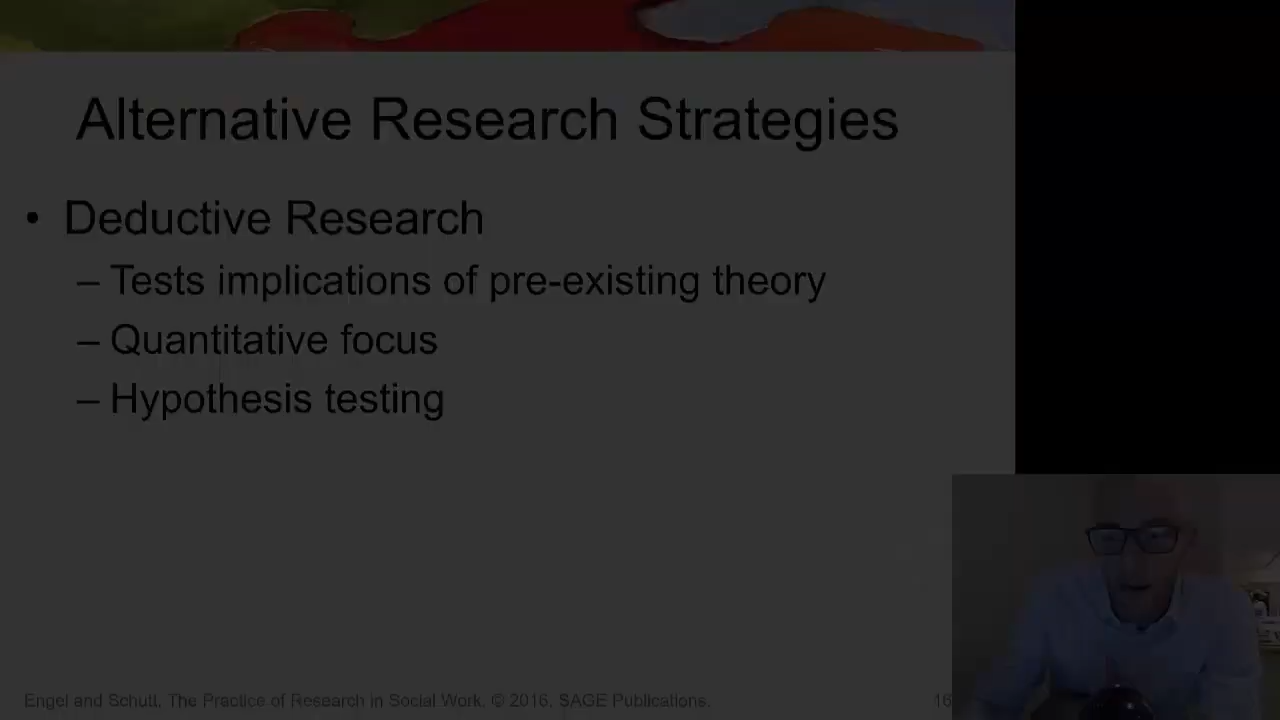 Alternative Research Strategies
• Deductive Research
– Tests implications of pre-existing theory
– Quantitative focus
– Hypothesis testing
Engel and Schutt, The Practice of Research in Social Work, © 2016, SAGE Publications.
16